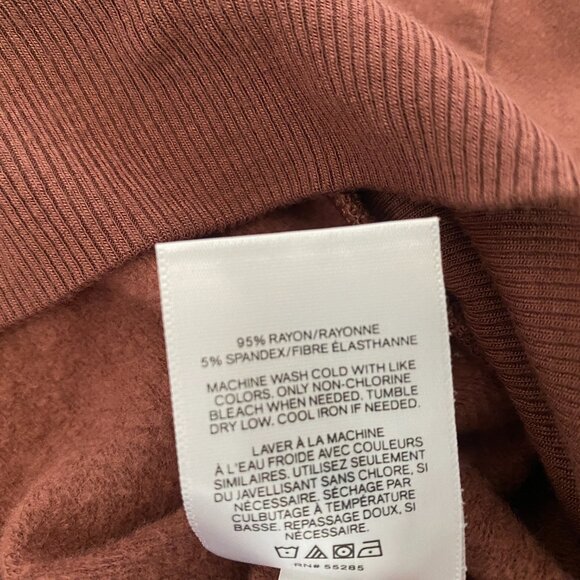 95% RAYON/RAYONNE
5% SPANDEX/FIBRE ÉLASTHANNE
MACHINE WASH COLD WITH LIKE
COLORS. ONLY NON-CHLORINE
BLEACH WHEN NEEDED. TUMBLE
DRY LOW. COOL IRON IF NEEDED.
LAVER À LA MACHINE
À L'EAU FROIDE AVEC COULEURS
SIMILAIRES. UTILISEZ SEULEMENT
DU JAVELLISANT SANS CHLORE, SI
NÉCESSAIRE. SÉCHAGE PAR
CULBUTAGE À TEMPÉRATURE
BASSE. REPASSAGE DOUX, SI
NÉCESSAIRE.
RN# 55285